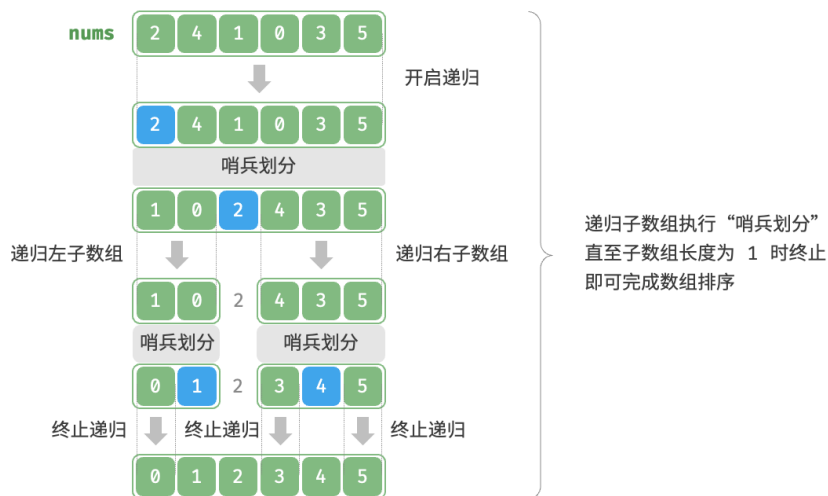 nums 2 4 1 0 3 5
开启递归
2 4 1 0 3 5
哨兵划分
1 0 2 4 3 5
递归左子数组
递归右子数组
1 0 2 4 3 5
哨兵划分 哨兵划分
0 1 2 3 4 5
终止递归 终止递归 终止递归
0 1 2 3 4 5
递归子数组执行“哨兵划分”
直至子数组长度为 1 时终止
即可完成数组排序